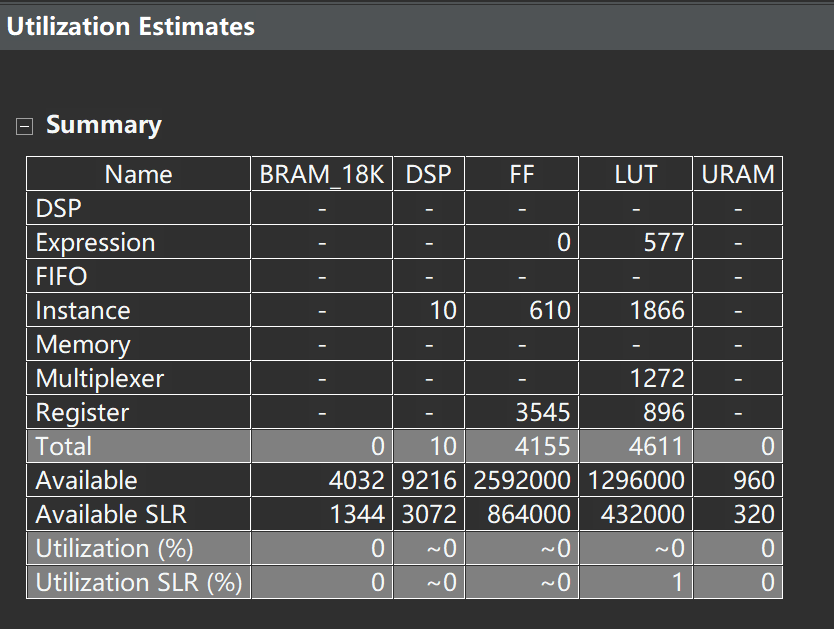 Utilization Estimates
Summary
Name BRAM_18K DSP FF LUT URAM
DSP - - - - -
Expression - - 0 577 -
FIFO - - - - -
Instance - 10 610 1866 -
Memory - - - - -
Multiplexer - - - 1272 -
Register - - 3545 896 -
Total 0 10 4155 4611 0
Available 4032 9216 2592000 1296000 960
Available SLR 1344 3072 864000 432000 320
Utilization (%) 0 ~0 ~0 ~0 0
Utilization SLR (%) 0 ~0 ~0 1 0